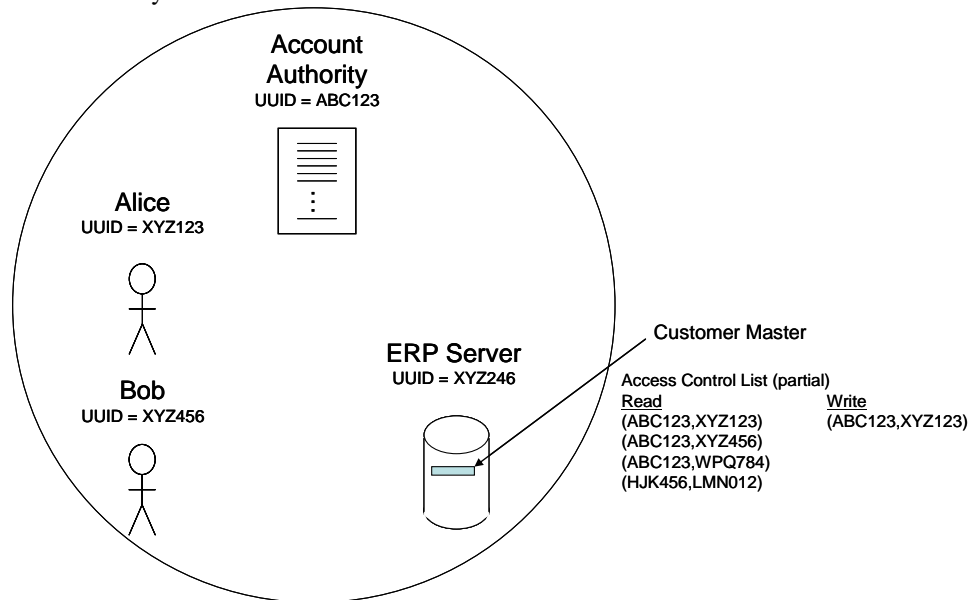 Account
Authority
UUID = ABC123
Alice
UUID = XYZ123
Customer Master
ERP Server
UUID = XYZ246
Bob
UUID = XYZ456
Access Control List (partial)
Read Write
(ABC123,XYZ123) (ABC123,XYZ123)
(ABC123,XYZ456)
(ABC123,WPQ784)
(HJK456,LMN012)